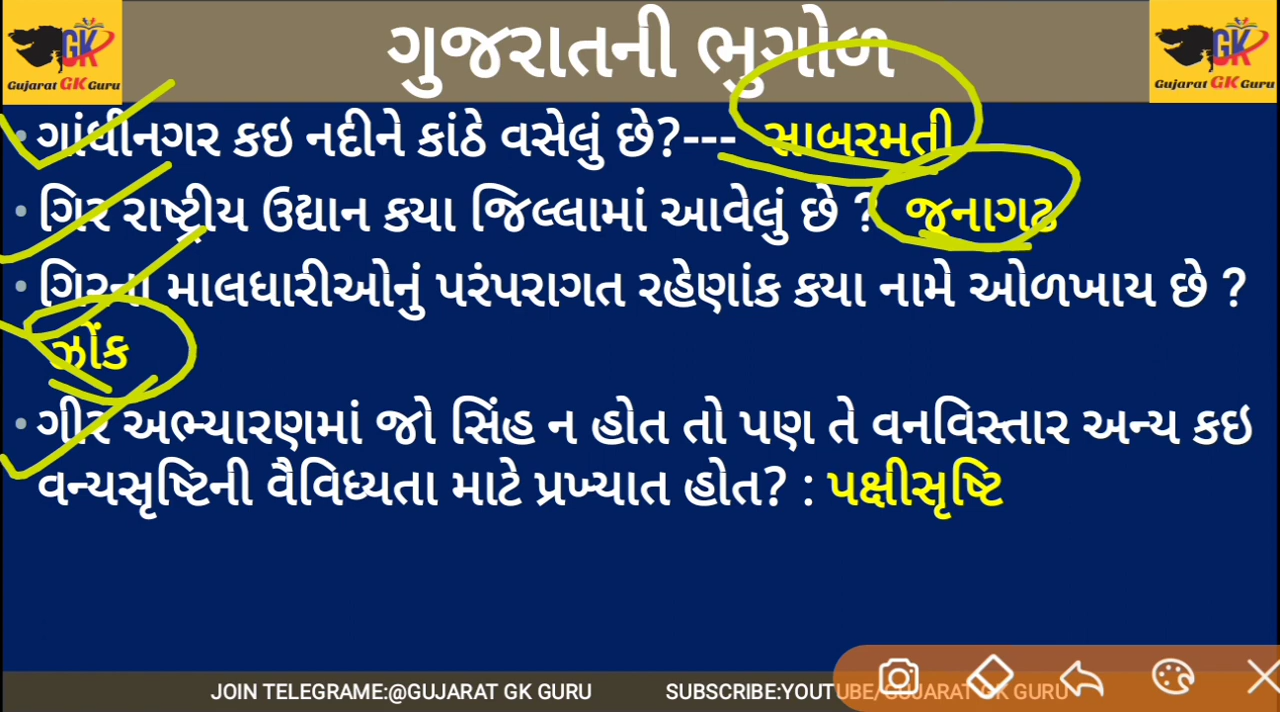 GK
Gujarat GK Guru
ગુજરાતની ભુગોળ
GK
Gujarat GK Guru
• ગાંધીનગર કઇ નદીને કાંઠે વસેલું છે?--- સાબરમતી
• ગિર રાષ્ટ્રીય ઉદ્યાન ક્યા જિલ્લામાં આવેલું છે ? જૂનાગઢ
• ગિરના માલધારીઓનું પરંપરાગત રહેણાંક ક્યા નામે ઓળખાય છે ?
ઝોંક
• ગીર અભ્યારણમાં જો સિંહ ન હોત તો પણ તે વનવિસ્તાર અન્ય કઇ
વન્યસૃષ્ટિની વૈવિધ્યતા માટે પ્રખ્યાત હોત? : પક્ષીસૃષ્ટિ
JOIN TELEGRAME:@GUJARAT GK GURU SUBSCRIBE:YOUTUBE/GUJARAT GK GURU